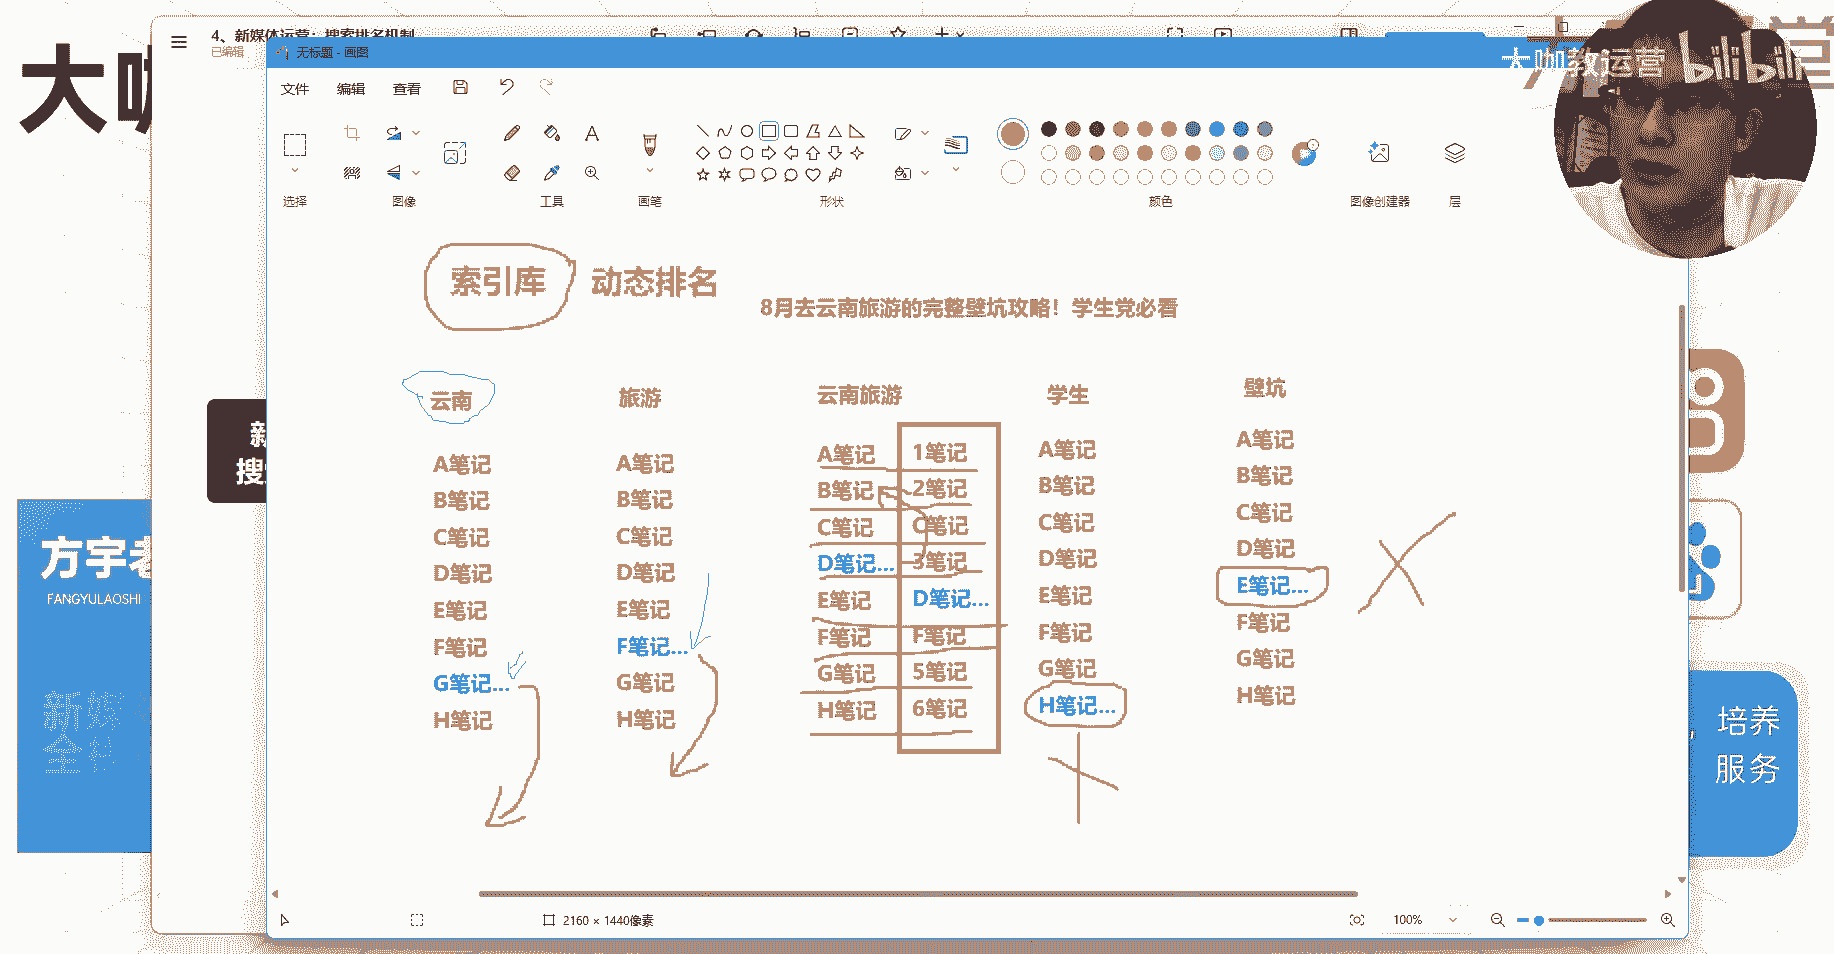 大咖
4、新媒体运营：搜索排名机制
已编辑
无标题 - 画图
大咖教运营 bilibili
营
文件 编辑 查看
选择 图像 工具 画笔 形状 颜色 图像创建器 层
索引库 动态排名
8月去云南旅游的完整壁坑攻略！学生党必看
云南 旅游 云南旅游 学生 壁坑
A笔记 A笔记 A笔记 1笔记 A笔记 A笔记
B笔记 B笔记 B笔记 2笔记 B笔记 B笔记
C笔记 C笔记 C笔记 C笔记 C笔记 C笔记
D笔记 D笔记 D笔记... 3笔记 D笔记 D笔记
E笔记 E笔记 E笔记 D笔记... E笔记 E笔记...
F笔记 F笔记... F笔记 F笔记 F笔记 F笔记
G笔记... G笔记 G笔记 5笔记 G笔记 G笔记
H笔记 H笔记 H笔记 6笔记 H笔记... H笔记
新
搜
方宇老
FANGYULAOSHI
新媒
全
培养
服务
2160 × 1440像素
100%